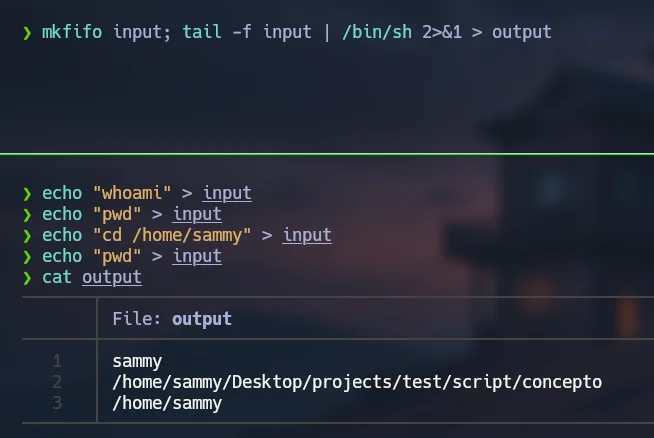 ❯ mkfifo input; tail -f input | /bin/sh 2>&1 > output
❯ echo "whoami" > input
❯ echo "pwd" > input
❯ echo "cd /home/sammy" > input
❯ echo "pwd" > input
❯ cat output
File: output
1 sammy
2 /home/sammy/Desktop/projects/test/script/concepto
3 /home/sammy